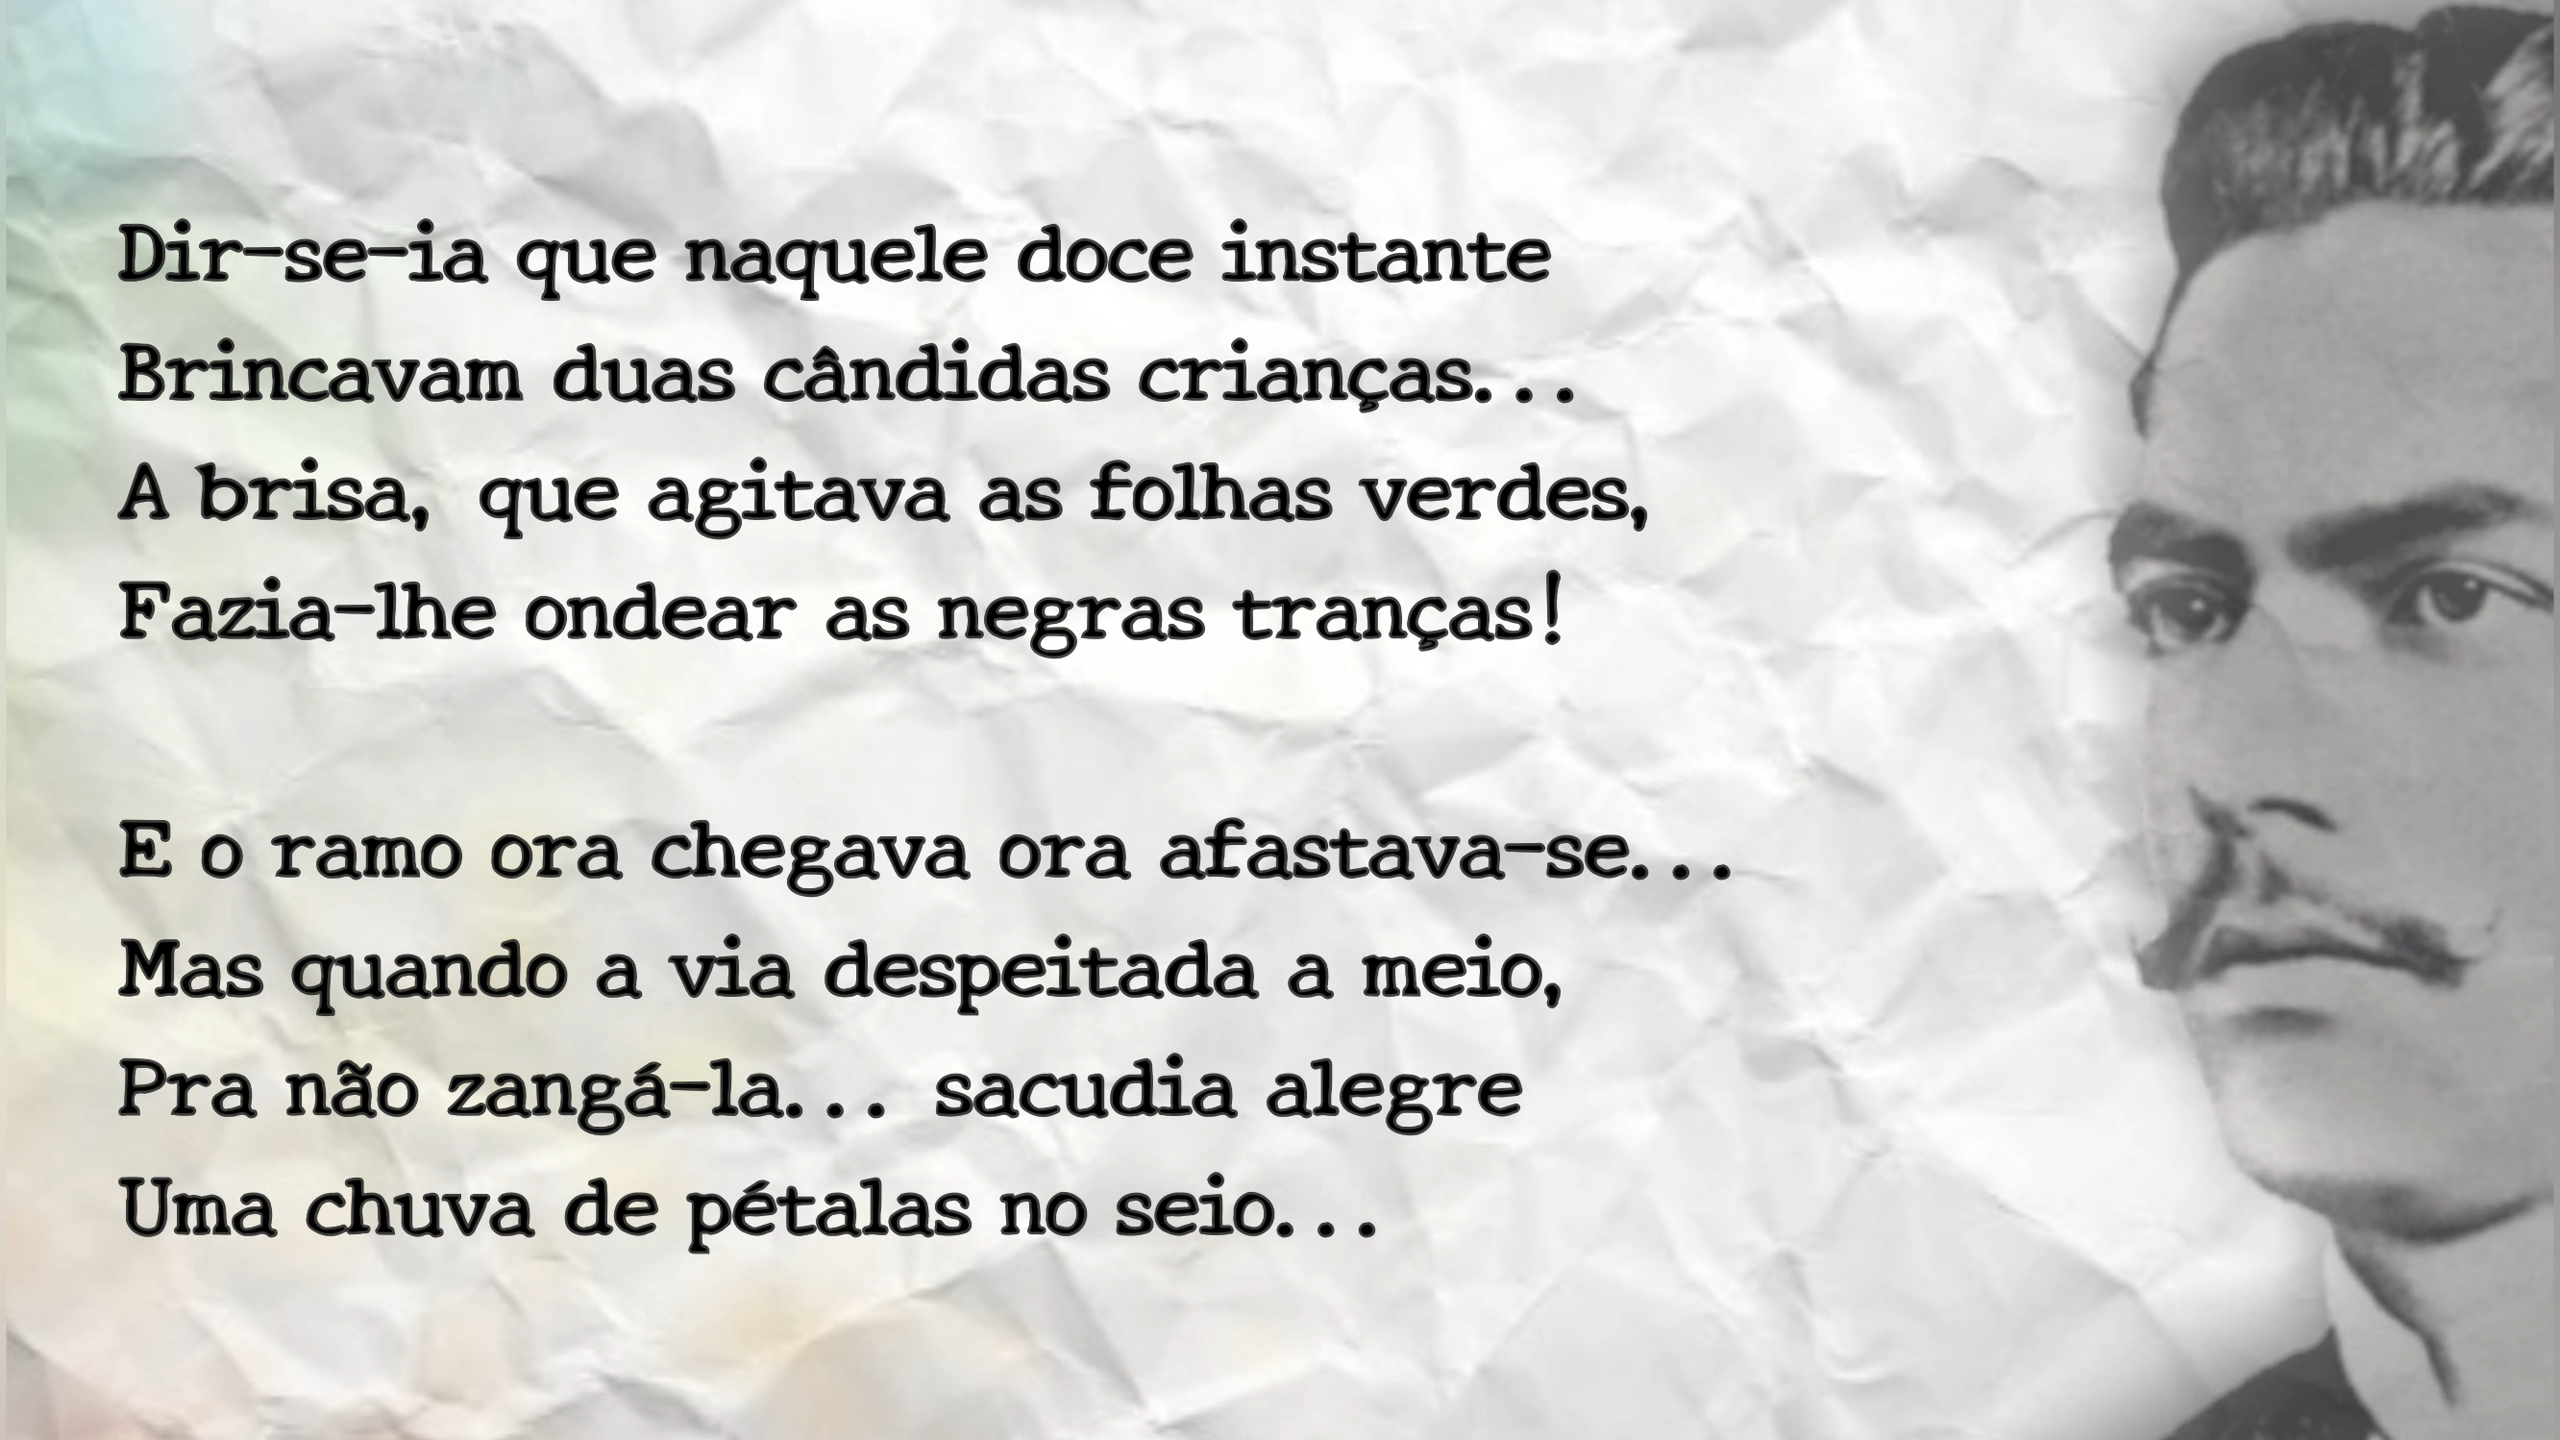 Dir-se-ia que naquele doce instante
Brincavam duas cândidas crianças...
A brisa, que agitava as folhas verdes,
Fazia-lhe ondear as negras tranças!

E o ramo ora chegava ora afastava-se...
Mas quando a via despeitada a meio,
Pra não zangá-la... sacudia alegre
Uma chuva de pétalas no seio...